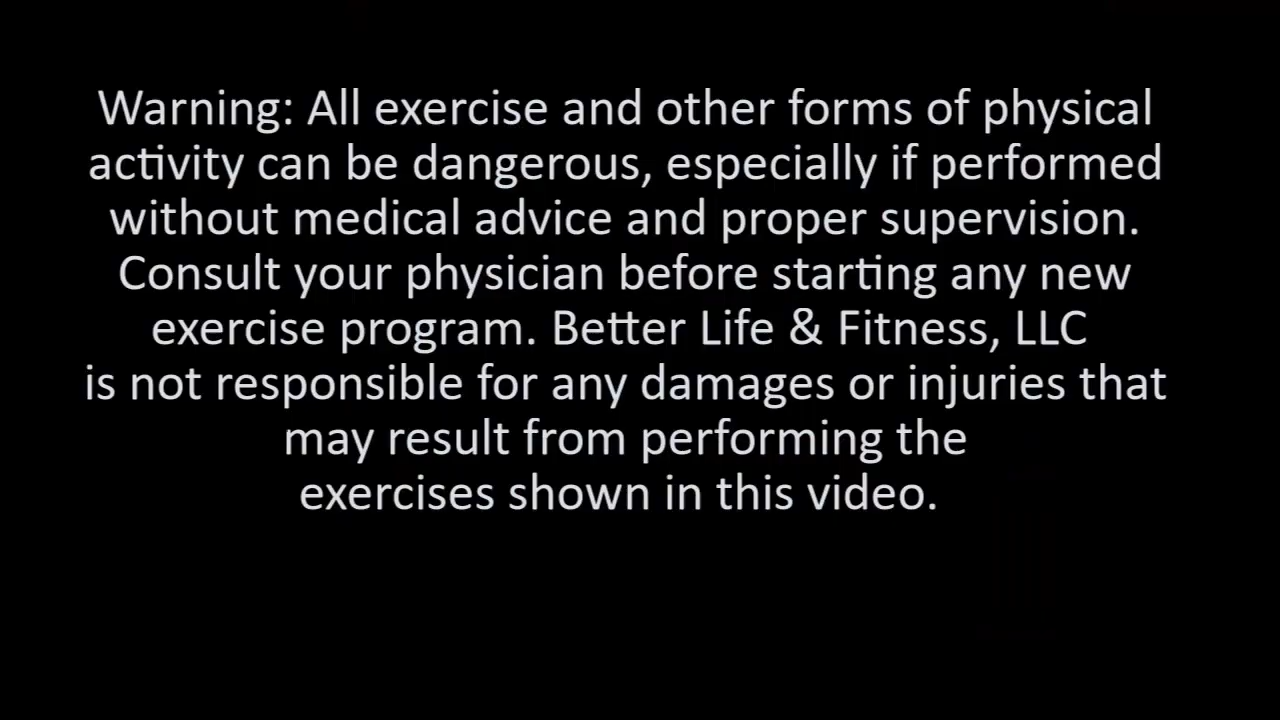 Warning: All exercise and other forms of physical
activity can be dangerous, especially if performed
without medical advice and proper supervision.
Consult your physician before starting any new
exercise program. Better Life & Fitness, LLC
is not responsible for any damages or injuries that
may result from performing the
exercises shown in this video.